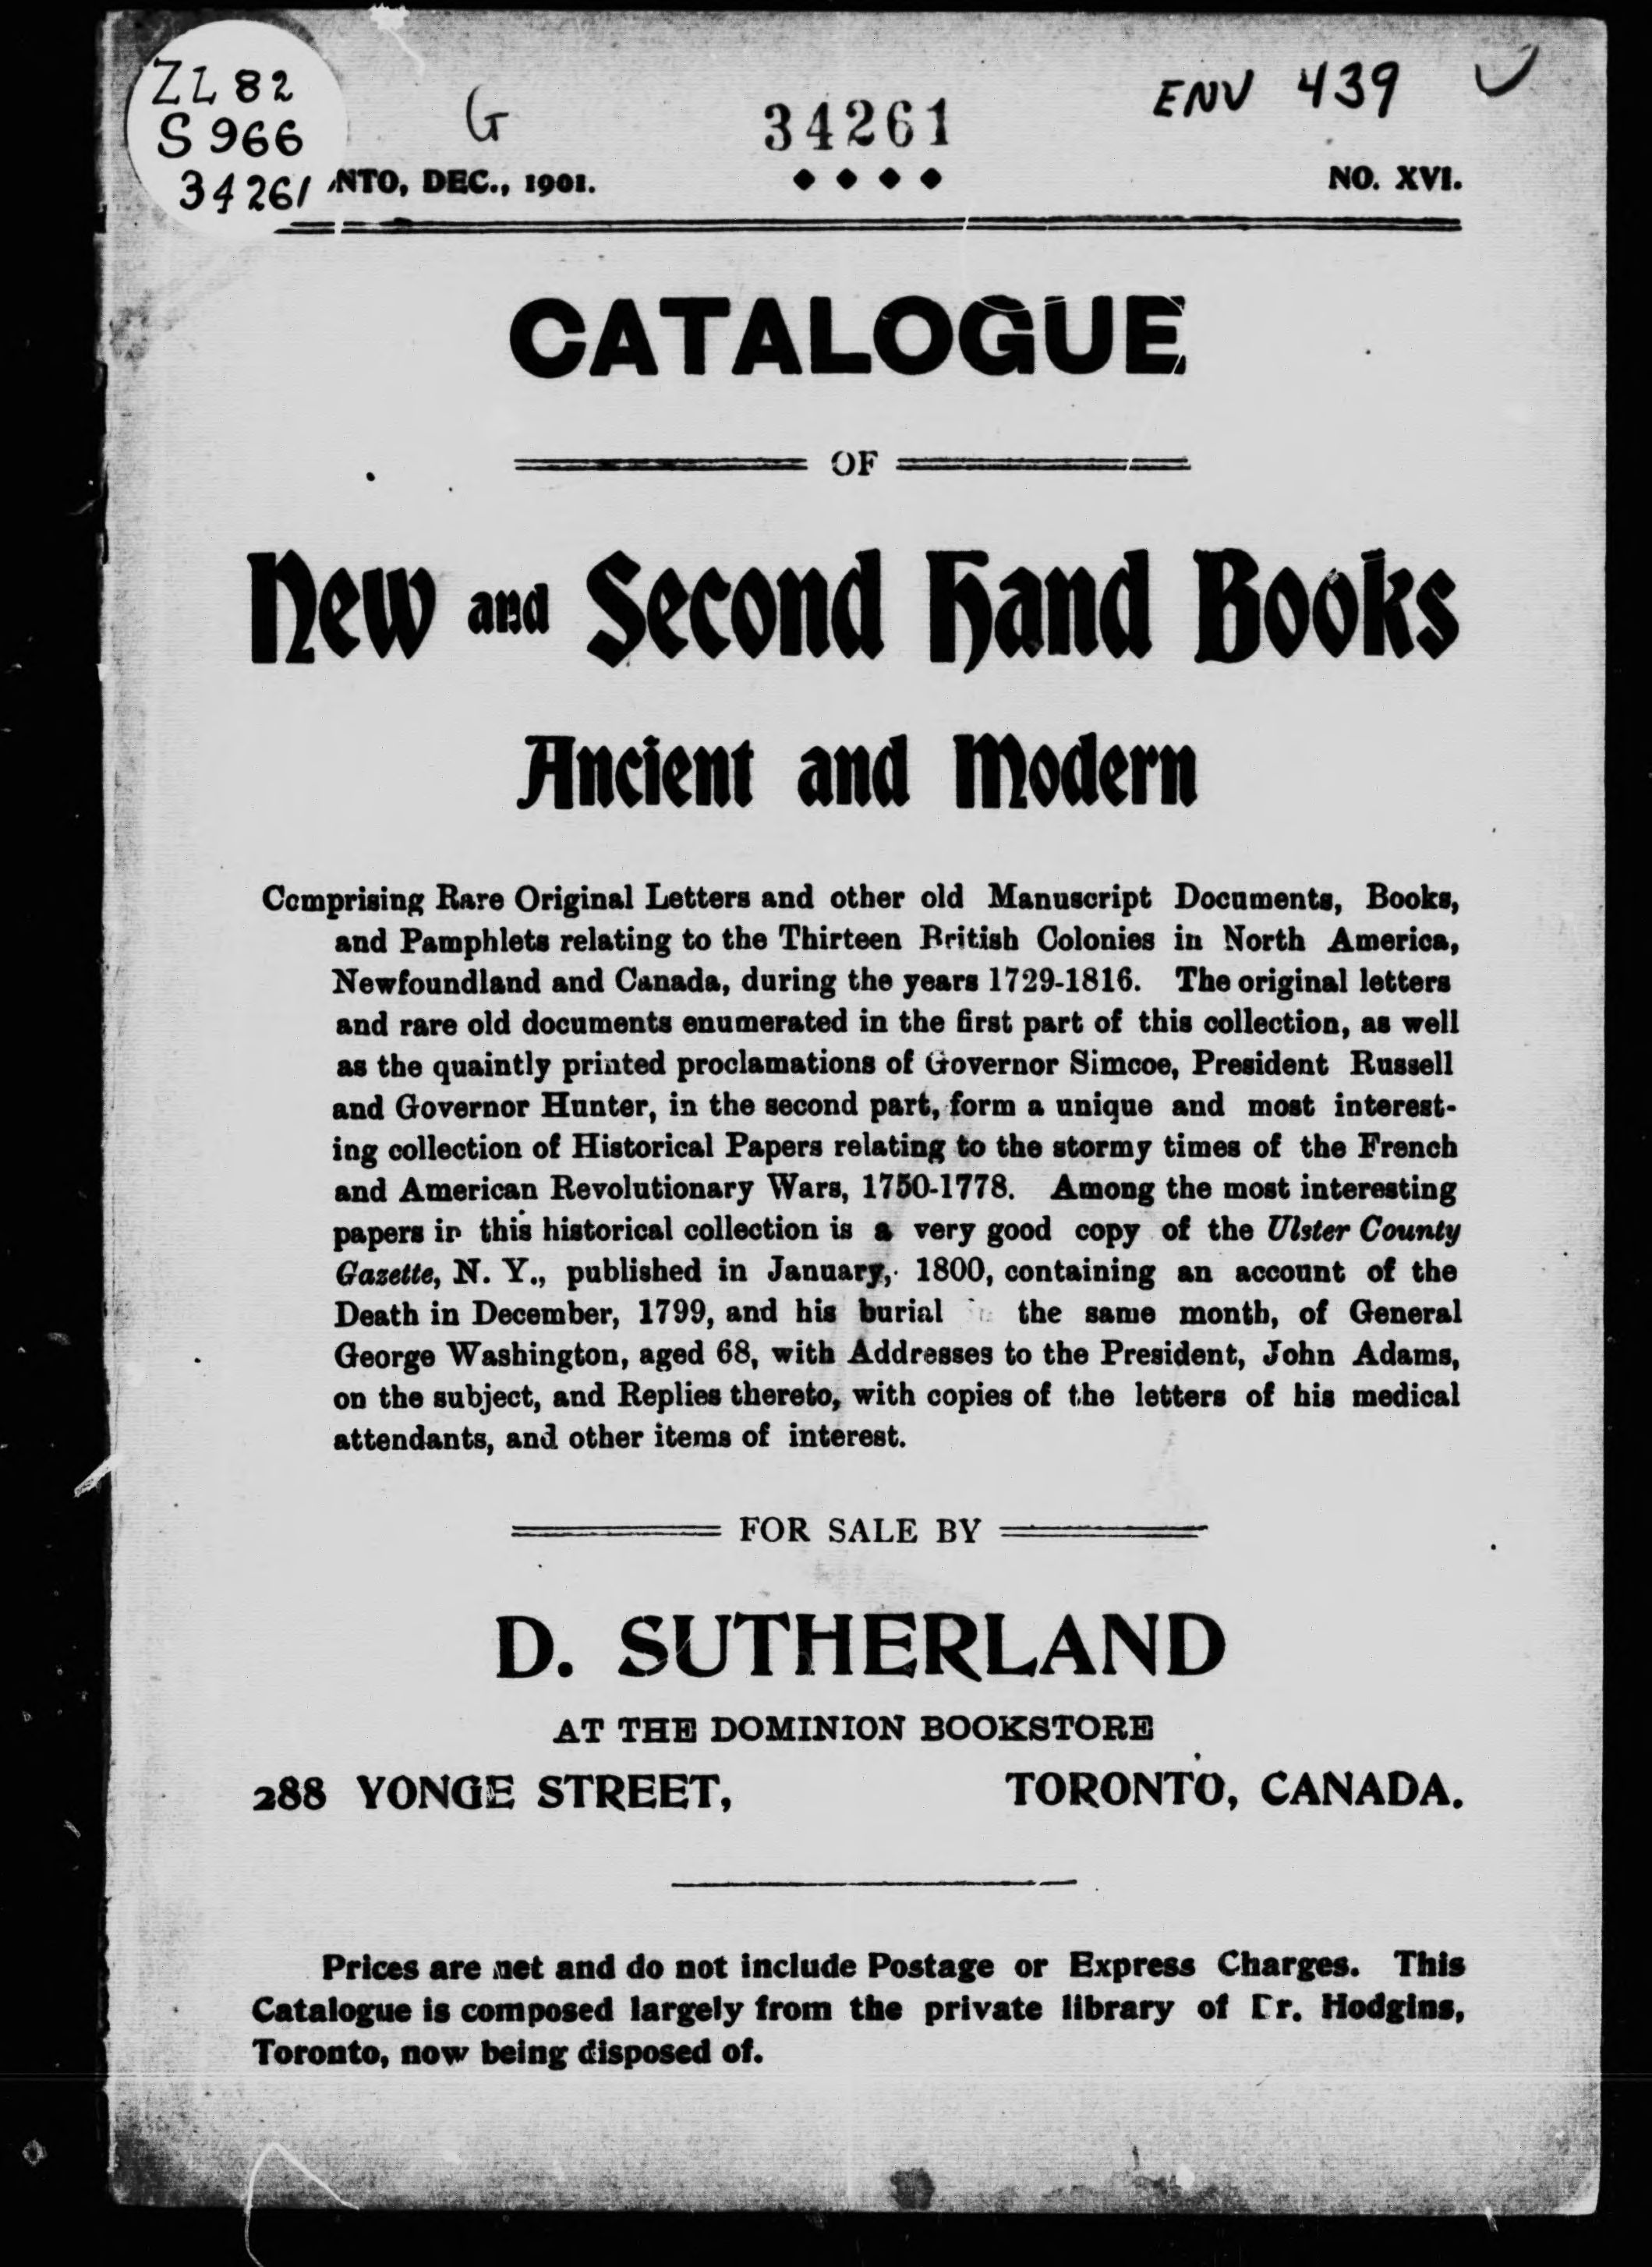 ZL 82
S 966
34261
G
34261
ENV 439
NTO, DEC., 1901.
NO. XVI.
CATALOGUE
OF
New and Second Hand Books
Ancient and Modern
Comprising Rare Original Letters and other old Manuscript Documents, Books,
and Pamphlets relating to the Thirteen British Colonies in North America,
Newfoundland and Canada, during the years 1729-1816. The original letters
and rare old documents enumerated in the first part of this collection, as well
as the quaintly printed proclamations of Governor Simcoe, President Russell
and Governor Hunter, in the second part, form a unique and most interest-
ing collection of Historical Papers relating to the stormy times of the French
and American Revolutionary Wars, 1750-1778. Among the most interesting
papers in this historical collection is a very good copy of the Ulster County
Gazette, N. Y., published in January, 1800, containing an account of the
Death in December, 1799, and his burial the same month, of General
George Washington, aged 68, with Addresses to the President, John Adams,
on the subject, and Replies thereto, with copies of the letters of his medical
attendants, and other items of interest.
FOR SALE BY
D. SUTHERLAND
AT THE DOMINION BOOKSTORE
288 YONGE STREET, TORONTO, CANADA.
Prices are net and do not include Postage or Express Charges. This
Catalogue is composed largely from the private library of Dr. Hodgins,
Toronto, now being disposed of.